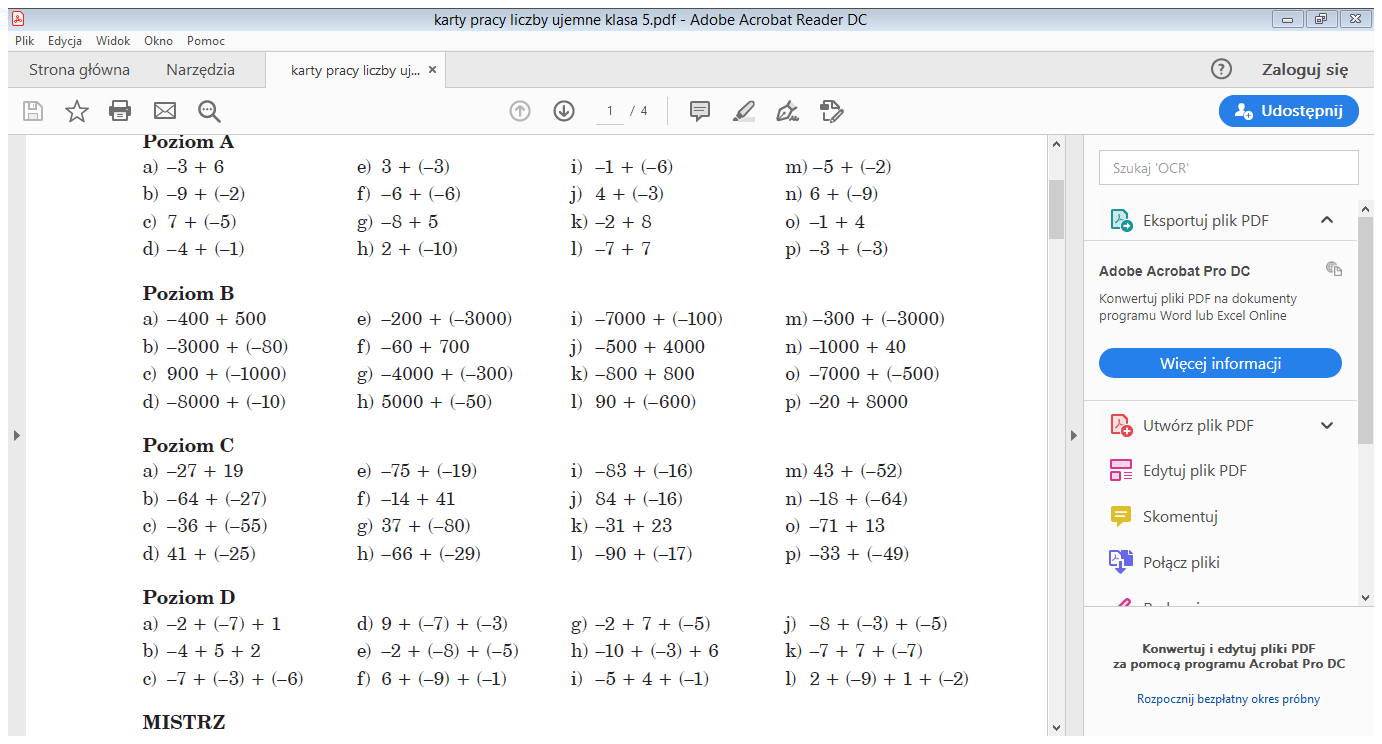 karty pracy liczby ujemne klasa 5.pdf - Adobe Acrobat Reader DC
Plik Edycja Widok Okno Pomoc
Strona główna Narzędzia karty pracy liczby uj... ×
1 / 4
Zaloguj się
Udostępnij
Poziom A
a) –3 + 6 e) 3 + (–3) i) –1 + (–6) m) –5 + (–2)
b) –9 + (–2) f) –6 + (–6) j) 4 + (–3) n) 6 + (–9)
c) 7 + (–5) g) –8 + 5 k) –2 + 8 o) –1 + 4
d) –4 + (–1) h) 2 + (–10) l) –7 + 7 p) –3 + (–3)
Poziom B
a) –400 + 500 e) –200 + (–3000) i) –7000 + (–100) m) –300 + (–3000)
b) –3000 + (–80) f) –60 + 700 j) –500 + 4000 n) –1000 + 40
c) 900 + (–1000) g) –4000 + (–300) k) –800 + 800 o) –7000 + (–500)
d) –8000 + (–10) h) 5000 + (–50) l) 90 + (–600) p) –20 + 8000
Poziom C
a) –27 + 19 e) –75 + (–19) i) –83 + (–16) m) 43 + (–52)
b) –64 + (–27) f) –14 + 41 j) 84 + (–16) n) –18 + (–64)
c) –36 + (–55) g) 37 + (–80) k) –31 + 23 o) –71 + 13
d) 41 + (–25) h) –66 + (–29) l) –90 + (–17) p) –33 + (–49)
Poziom D
a) –2 + (–7) + 1 d) 9 + (–7) + (–3) g) –2 + 7 + (–5) j) –8 + (–3) + (–5)
b) –4 + 5 + 2 e) –2 + (–8) + (–5) h) –10 + (–3) + 6 k) –7 + 7 + (–7)
c) –7 + (–3) + (–6) f) 6 + (–9) + (–1) i) –5 + 4 + (–1) l) 2 + (–9) + 1 + (–2)
MISTRZ
Szukaj 'OCR'
Eksportuj plik PDF
Adobe Acrobat Pro DC
Konwertuj pliki PDF na dokumenty
programu Word lub Excel Online
Więcej informacji
Utwórz plik PDF
Edytuj plik PDF
Skomentuj
Połącz pliki
Konwertuj i edytuj pliki PDF
za pomocą programu Acrobat Pro DC
Rozpocznij bezpłatny okres próbny